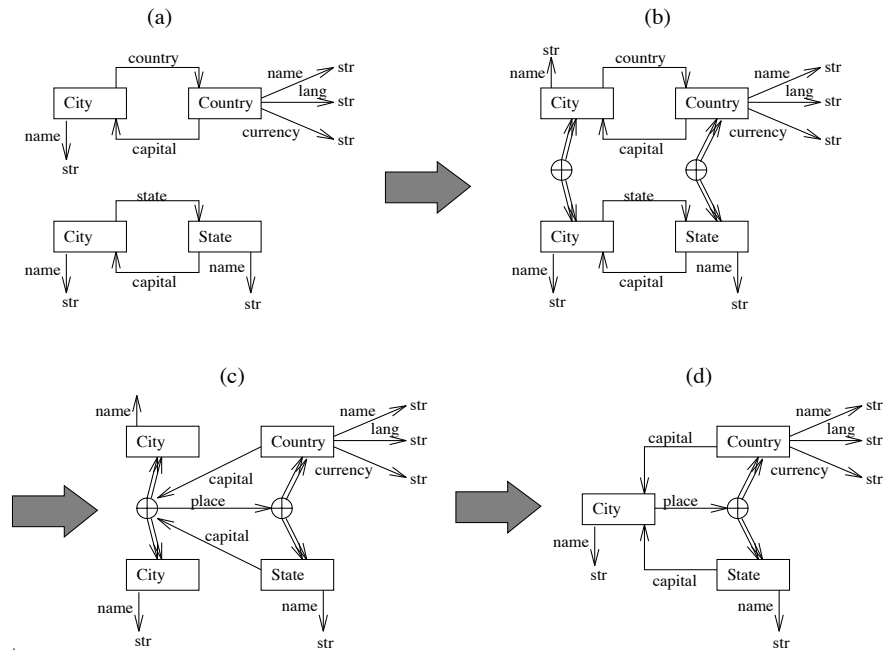 (a)
(b)
country
name
str
City
Country
lang
str
name
capital
currency
str
str
str
name
country
name
str
City
Country
lang
str
capital
currency
str
state
City
State
name
capital
name
str
str
state
City
State
name
capital
name
str
str
(c)
(d)
name
name
str
City
Country
lang
str
capital
currency
str
place
capital
City
State
name
name
str
str
name
str
capital
Country
lang
str
currency
str
City
place
name
str
capital
State
name
str